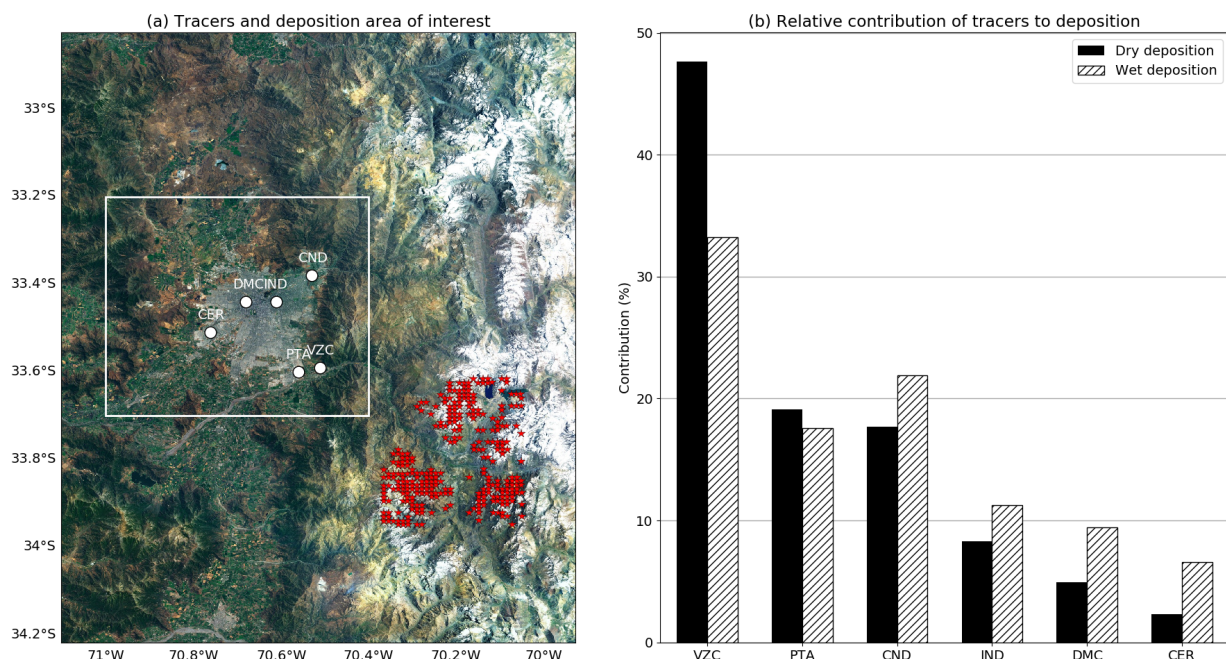 (a) Tracers and deposition area of interest
33°S
33.2°S
33.4°S
33.6°S
33.8°S
34°S
34.2°S
71°W 70.8°W 70.6°W 70.4°W 70.2°W 70°W
CND
DMC IND
CER
PTA VZC
(b) Relative contribution of tracers to deposition
Dry deposition
Wet deposition
Contribution (%)
50
40
30
20
10
0
VZC PTA CND IND DMC CER